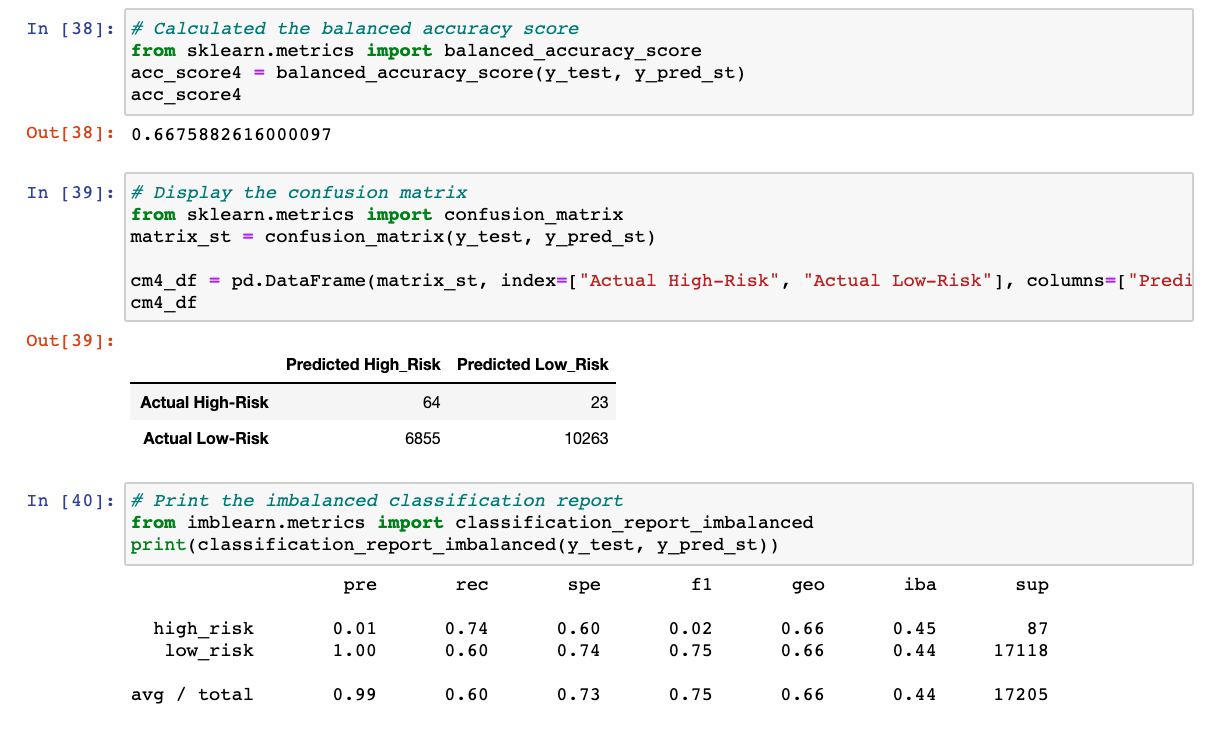 In [38]: # Calculated the balanced accuracy score
from sklearn.metrics import balanced_accuracy_score
acc_score4 = balanced_accuracy_score(y_test, y_pred_st)
acc_score4
Out[38]: 0.6675882616000097
In [39]: # Display the confusion matrix
from sklearn.metrics import confusion_matrix
matrix_st = confusion_matrix(y_test, y_pred_st)
cm4_df = pd.DataFrame(matrix_st, index=["Actual High-Risk", "Actual Low-Risk"], columns=["Predi
cm4_df
Out[39]:
Predicted High_Risk Predicted Low_Risk
Actual High-Risk 64 23
Actual Low-Risk 6855 10263
In [40]: # Print the imbalanced classification report
from imblearn.metrics import classification_report_imbalanced
print(classification_report_imbalanced(y_test, y_pred_st))
pre rec spe f1 geo iba sup
high_risk 0.01 0.74 0.60 0.02 0.66 0.45 87
low_risk 1.00 0.60 0.74 0.75 0.66 0.44 17118
avg / total 0.99 0.60 0.73 0.75 0.66 0.44 17205